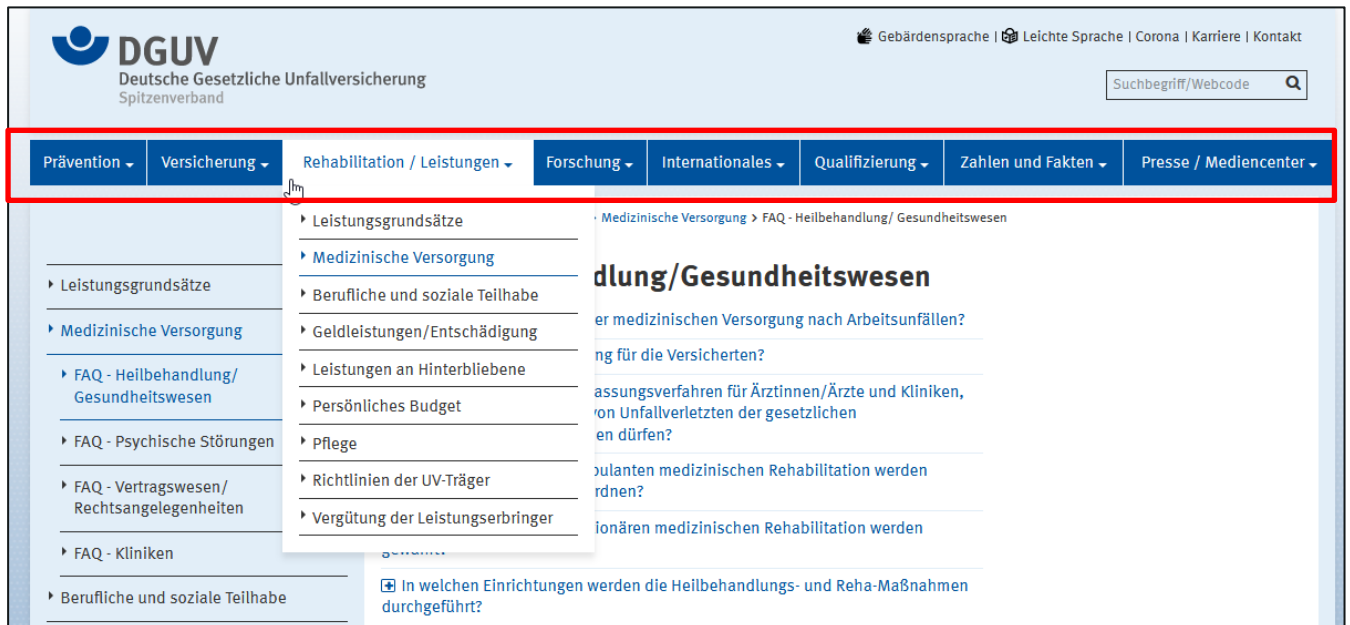 DGUV
Deutsche Gesetzliche Unfallversicherung
Spitzenverband
Gebärdensprache | Leichte Sprache | Corona | Karriere | Kontakt
Suchbegriff/Webcode
Prävention Versicherung Rehabilitation / Leistungen Forschung Internationales Qualifizierung Zahlen und Fakten Presse / Mediencenter
Leistungsgrundsätze
Medizinische Versorgung
Berufliche und soziale Teilhabe
Geldleistungen/Entschädigung
Leistungen an Hinterbliebene
Persönliches Budget
Pflege
Richtlinien der UV-Träger
Vergütung der Leistungserbringer
Leistungsgrundsätze
Medizinische Versorgung
FAQ - Heilbehandlung/
Gesundheitswesen
FAQ - Psychische Störungen
FAQ - Vertragswesen/
Rechtsangelegenheiten
FAQ - Kliniken
Berufliche und soziale Teilhabe
Medizinische Versorgung > FAQ - Heilbehandlung/ Gesundheitswesen
dlung/Gesundheitswesen
er medizinischen Versorgung nach Arbeitsunfällen?
ng für die Versicherten?
assungsverfahren für Ärztinnen/Ärzte und Kliniken,
von Unfallverletzten der gesetzlichen
en dürfen?
bulanten medizinischen Rehabilitation werden
rdnen?
ionären medizinischen Rehabilitation werden
In welchen Einrichtungen werden die Heilbehandlungs- und Reha-Maßnahmen
durchgeführt?